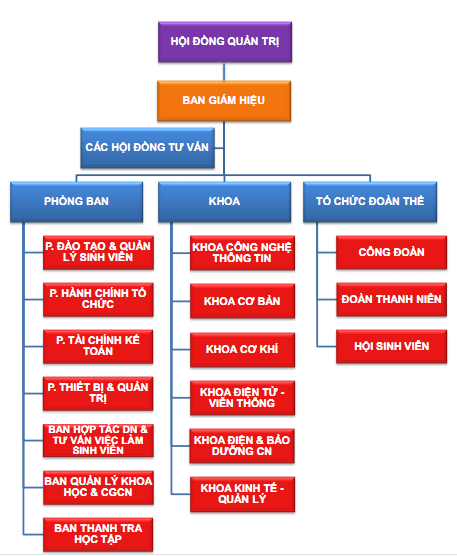 HỘI ĐỒNG QUẢN TRỊ
BAN GIÁM HIỆU
CÁC HỘI ĐỒNG TƯ VẤN
PHÒNG BAN
KHOA
TỔ CHỨC ĐOÀN THỂ
P. ĐÀO TẠO & QUẢN
LÝ SINH VIÊN
P. HÀNH CHÍNH TỔ
CHỨC
P. TÀI CHÍNH KẾ
TOÁN
P. THIẾT BỊ & QUẢN
TRỊ
BAN HỢP TÁC DN &
TƯ VẤN VIỆC LÀM
SINH VIÊN
BAN QUẢN LÝ KHOA
HỌC & CGCN
BAN THANH TRA
HỌC TẬP
KHOA CÔNG NGHỆ
THÔNG TIN
KHOA CƠ BẢN
KHOA CƠ KHÍ
KHOA ĐIỆN TỬ -
VIỄN THÔNG
KHOA ĐIỆN & BẢO
DƯỠNG CN
KHOA KINH TẾ -
QUẢN LÝ
CÔNG ĐOÀN
ĐOÀN THANH NIÊN
HỘI SINH VIÊN